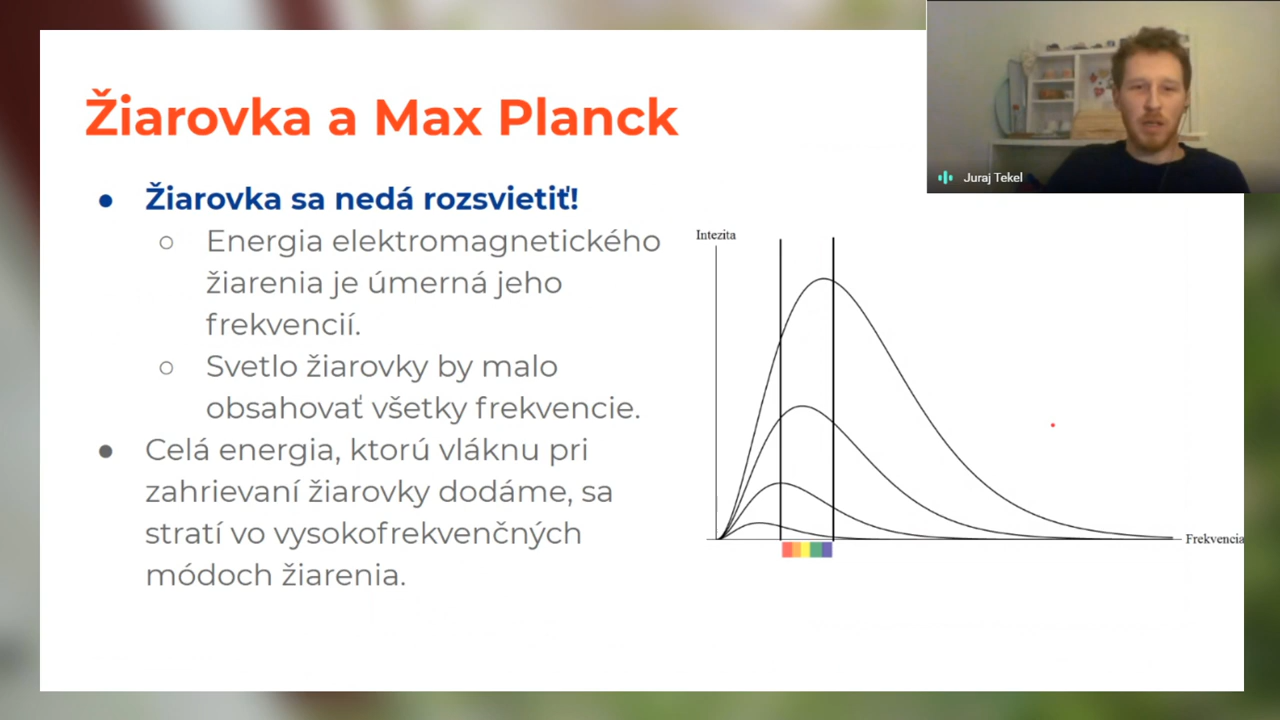 Žiarovka a Max Planck
Žiarovka sa nedá rozsvietiť!
Energia elektromagnetického
žiarenia je úmerná jeho
frekvencií.
Svetlo žiarovky by malo
obsahovať všetky frekvencie.
Celá energia, ktorú vláknu pri
zahrievaní žiarovky dodáme, sa
stratí vo vysokofrekvenčných
módoch žiarenia.
Intezita
Frekvencia
Juraj Tekel